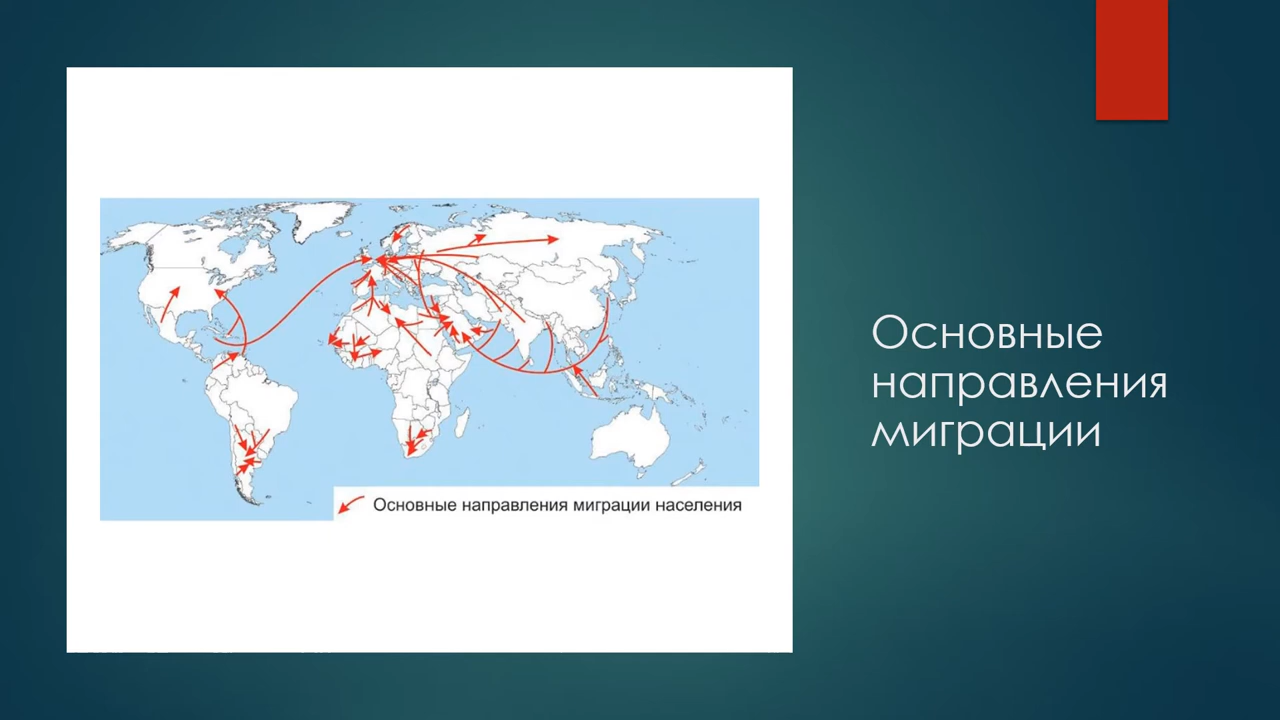 Основные направления миграции населения
Основные
направления
миграции